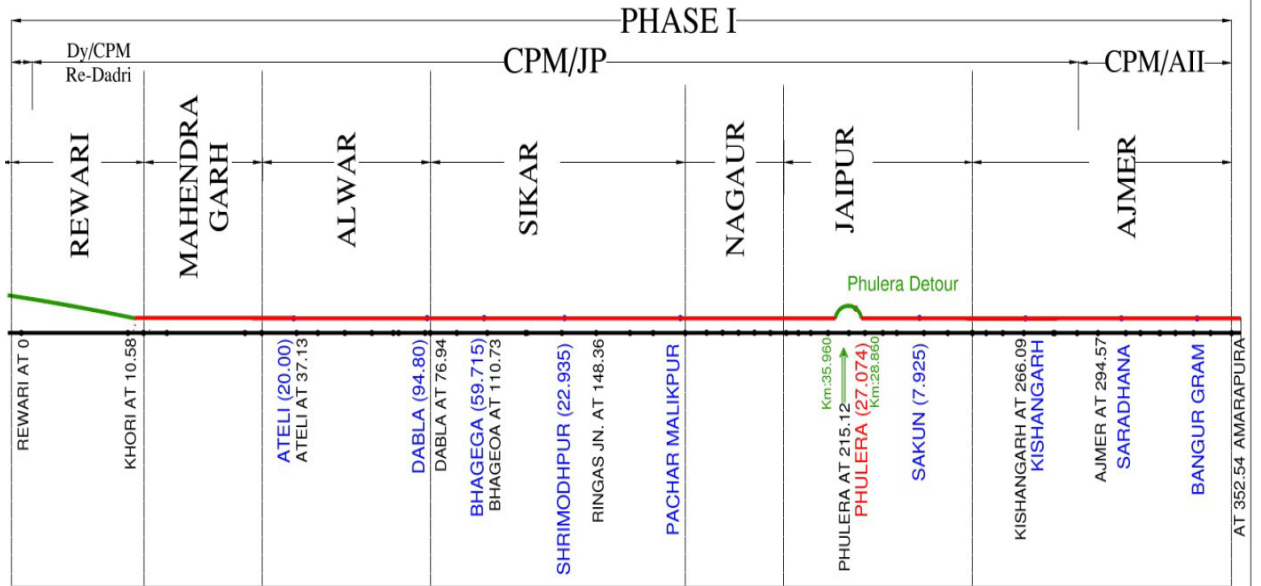 PHASE I
Dy/CPM
Re-Dadri
CPM/JP
CPM/AII
REWARI
MAHENDRA
GARH
ALWAR
SIKAR
NAGAUR
JAIPUR
AJMER
Phulera Detour
REWARI AT 0
KHORI AT 10.58
ATELI (20.00)
ATELI AT 37.13
DABLA (94.80)
DABLA AT 76.94
BHAGEGA (59.715)
BHAGEOA AT 110.73
SHRIMODHPUR (22.935)
RINGAS JN. AT 148.36
PACHAR MALIKPUR
Km:35.960
PHULERA AT 215.12
PHULERA (27.074)
Km:28.860
SAKUN (7.925)
KISHANGARH AT 266.09
KISHANGARH
AJMER AT 294.57
SARADHANA
BANGUR GRAM
AT 352.54 AMARAPURA